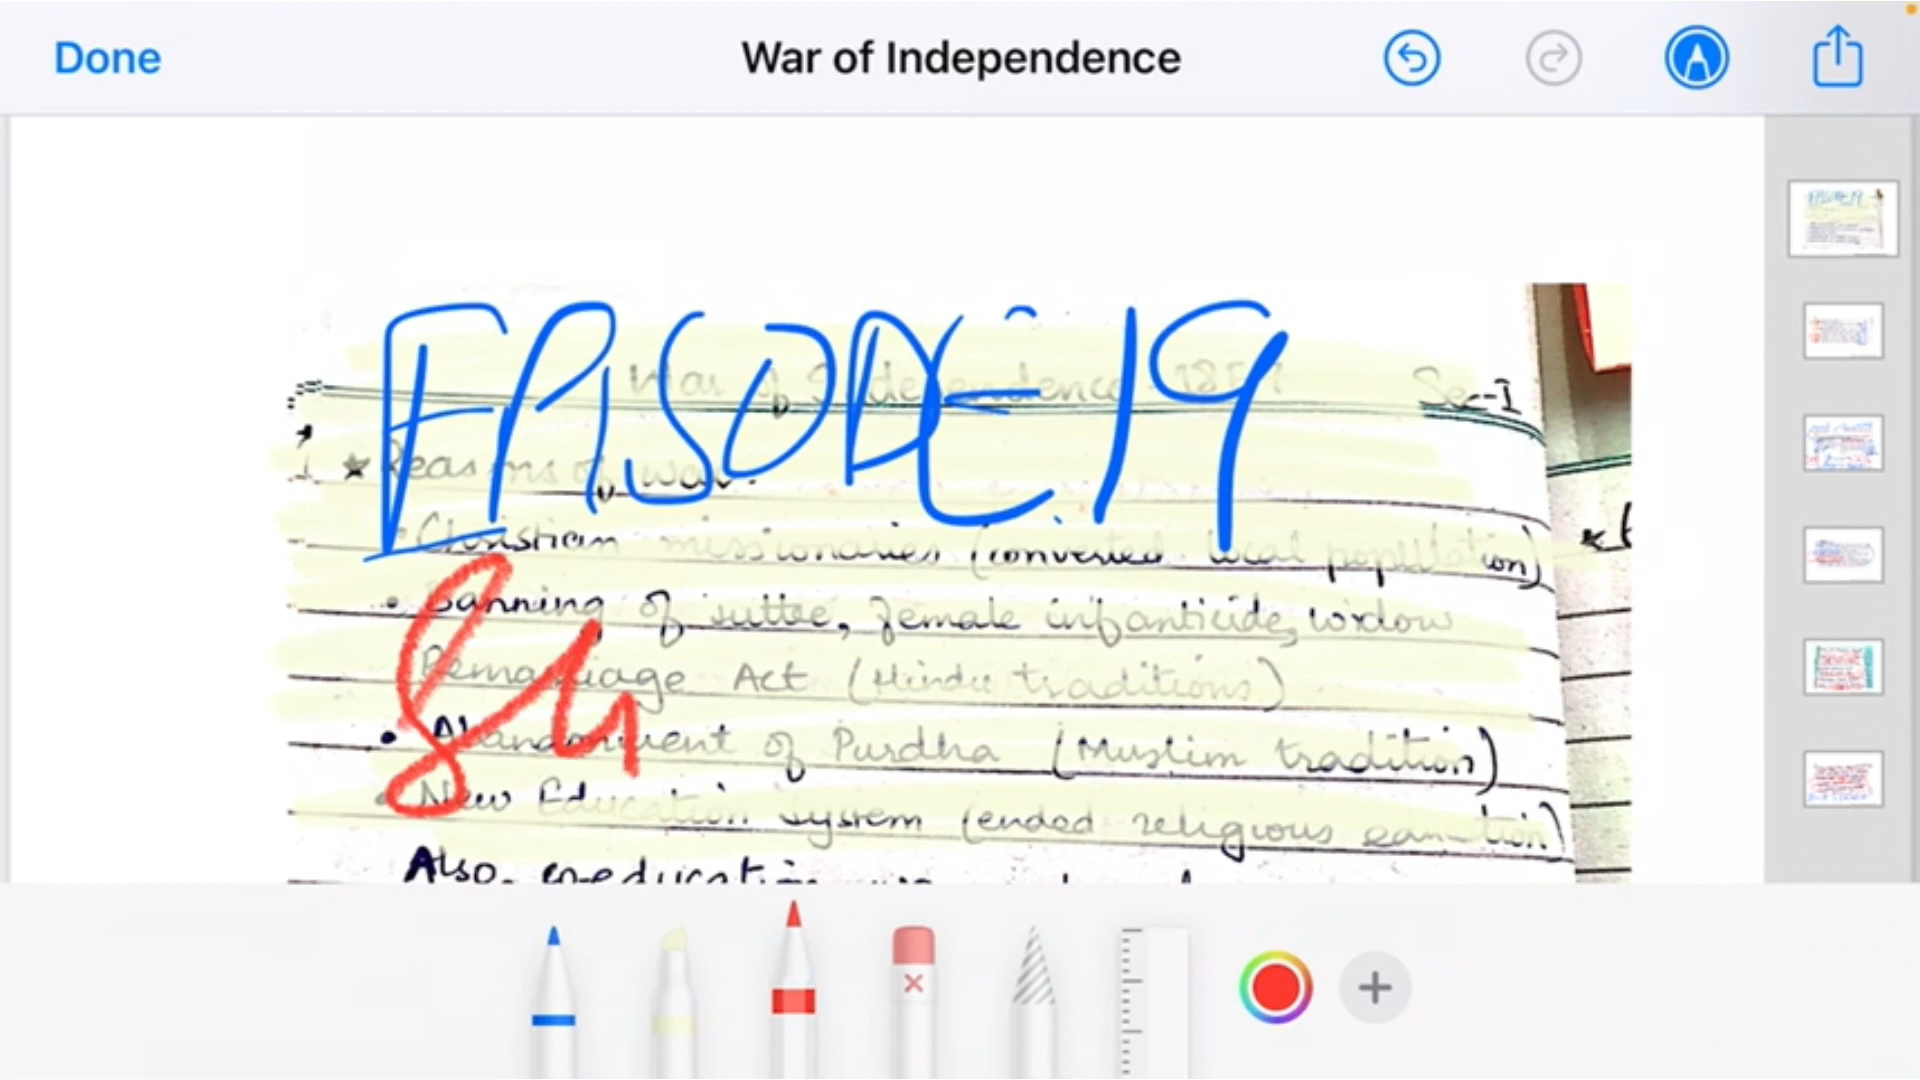 Done
War of Independence
EPISODE 19
War of Independence 1857 Sec-I
Reasons of war:
• Christian missionaries (converted local population)
• Banning of suttee, female infanticide, widow
Remarriage Act (Hindu traditions)
• Abandonment of Purdha (Muslim tradition)
• New Education system (ended religious
Also, co-education